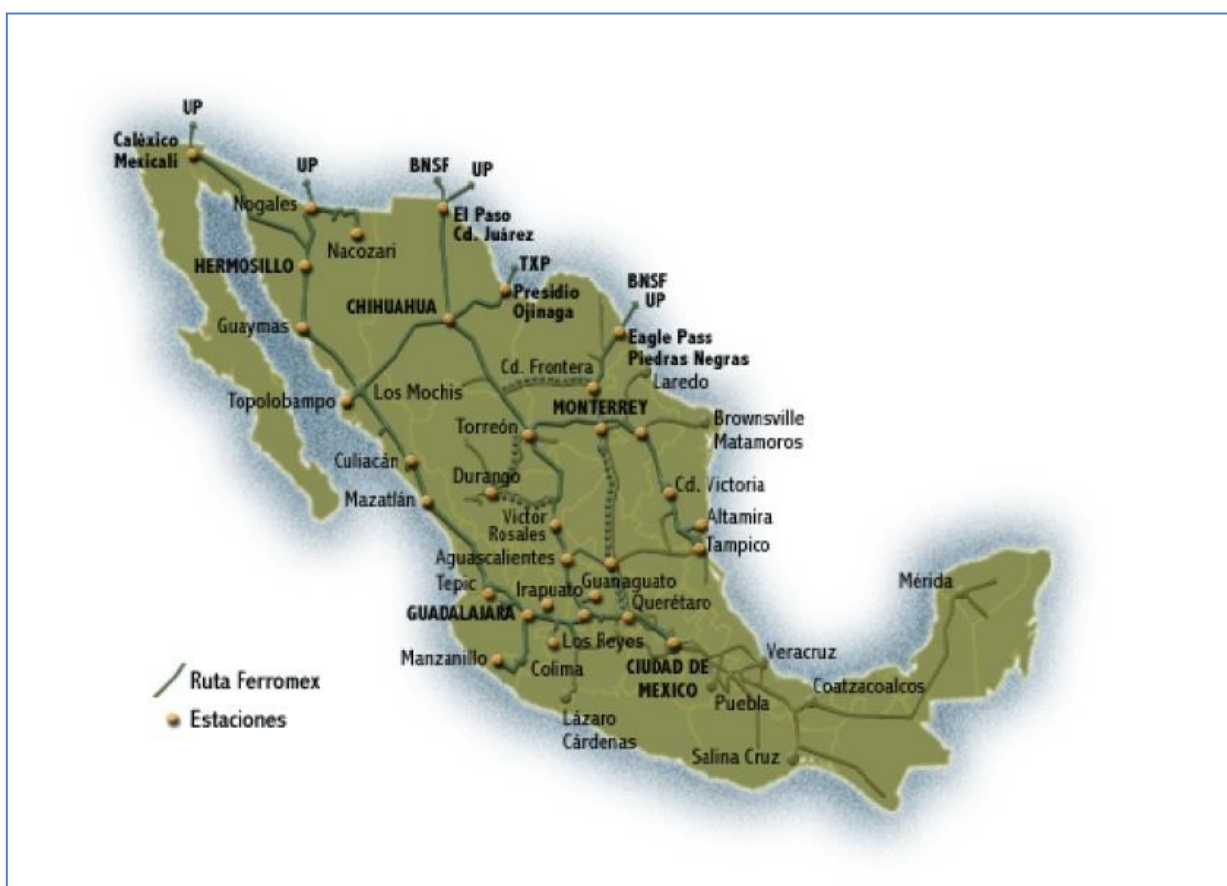 UP
Caléxico
Mexicali
UP
BNSF
UP
Nogales
El Paso
Cd. Juárez
Nacozari
TXP
HERMOSILLO
BNSF
UP
Presidio
Ojinaga
CHIHUAHUA
Guaymas
Eagle Pass
Piedras Negras
Cd. Frontera
Laredo
Los Mochis
Topolobampo
MONTERREY
Brownsville
Matamoros
Torreón
Culiacán
Durango
Cd. Victoria
Mazatlán
Victor
Rosales
Altamira
Tampico
Aguascalientes
Tepic
Irapuato
Guanaguato
Querétaro
Mérida
GUADALAJARA
Los Reyes
Manzanillo
Colima
CIUDAD DE
MEXICO
Veracruz
Puebla
Coatzacoalcos
Lázaro
Cárdenas
Salina Cruz
Ruta Ferromex
Estaciones